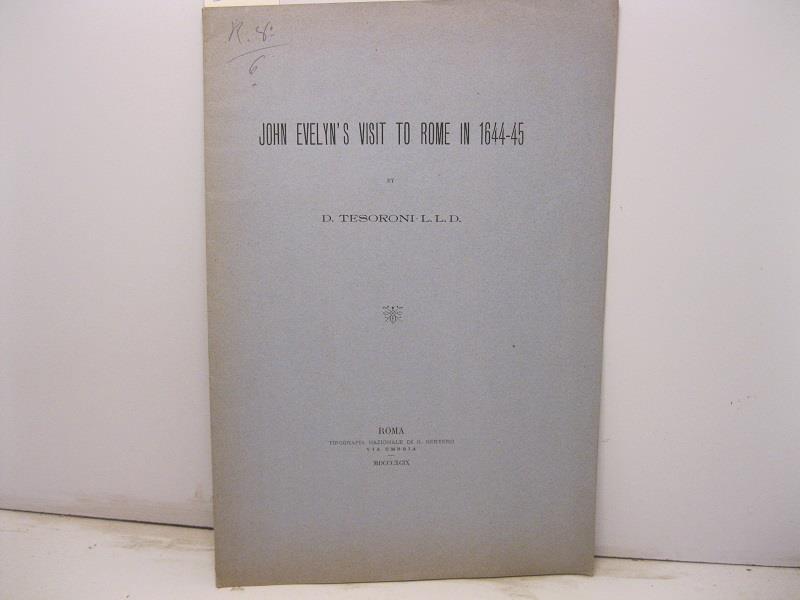 R. 8º
6
JOHN EVELYN'S VISIT TO ROME IN 1644-45
BY
D. TESORONI L.L.D.
ROMA
TIPOGRAFIA NAZIONALE DI G. BERTERO
VIA UMBRIA
MDCCCXCIX